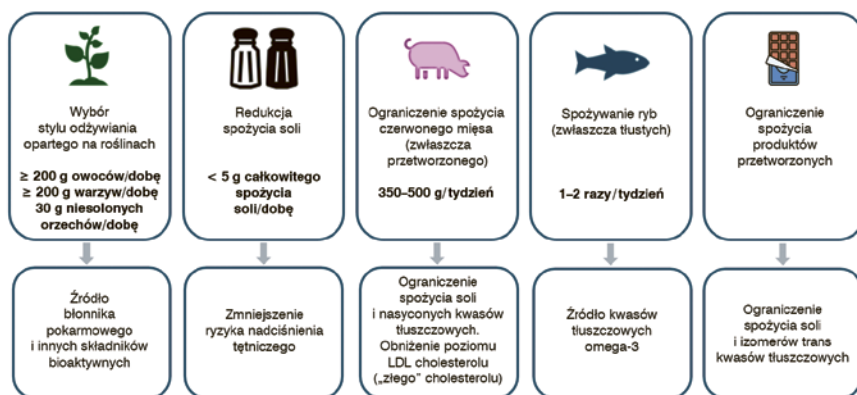 Wybór
stylu odżywiania
opartego na roślinach
≥ 200 g owoców/dobę
≥ 200 g warzyw/dobę
30 g niesolonych
orzechów/dobę
Redukcja
spożycia soli
< 5 g całkowitego
spożycia
soli/dobę
Ograniczenie spożycia
czerwonego mięsa
(zwłaszcza
przetworzonego)
350–500 g/tydzień
Spożywanie ryb
(zwłaszcza tłustych)
1–2 razy/tydzień
Ograniczenie
spożycia
produktów
przetworzonych
Źródło
błonnika
pokarmowego
i innych składników
bioaktywnych
Zmniejszenie
ryzyka nadciśnienia
tętniczego
Ograniczenie
spożycia soli
i nasyconych kwasów
tłuszczowych.
Obniżenie poziomu
LDL cholesterolu
(„złego” cholesterolu)
Źródło kwasów
tłuszczowych
omega-3
Ograniczenie
spożycia soli
i izomerów trans
kwasów tłuszczowych